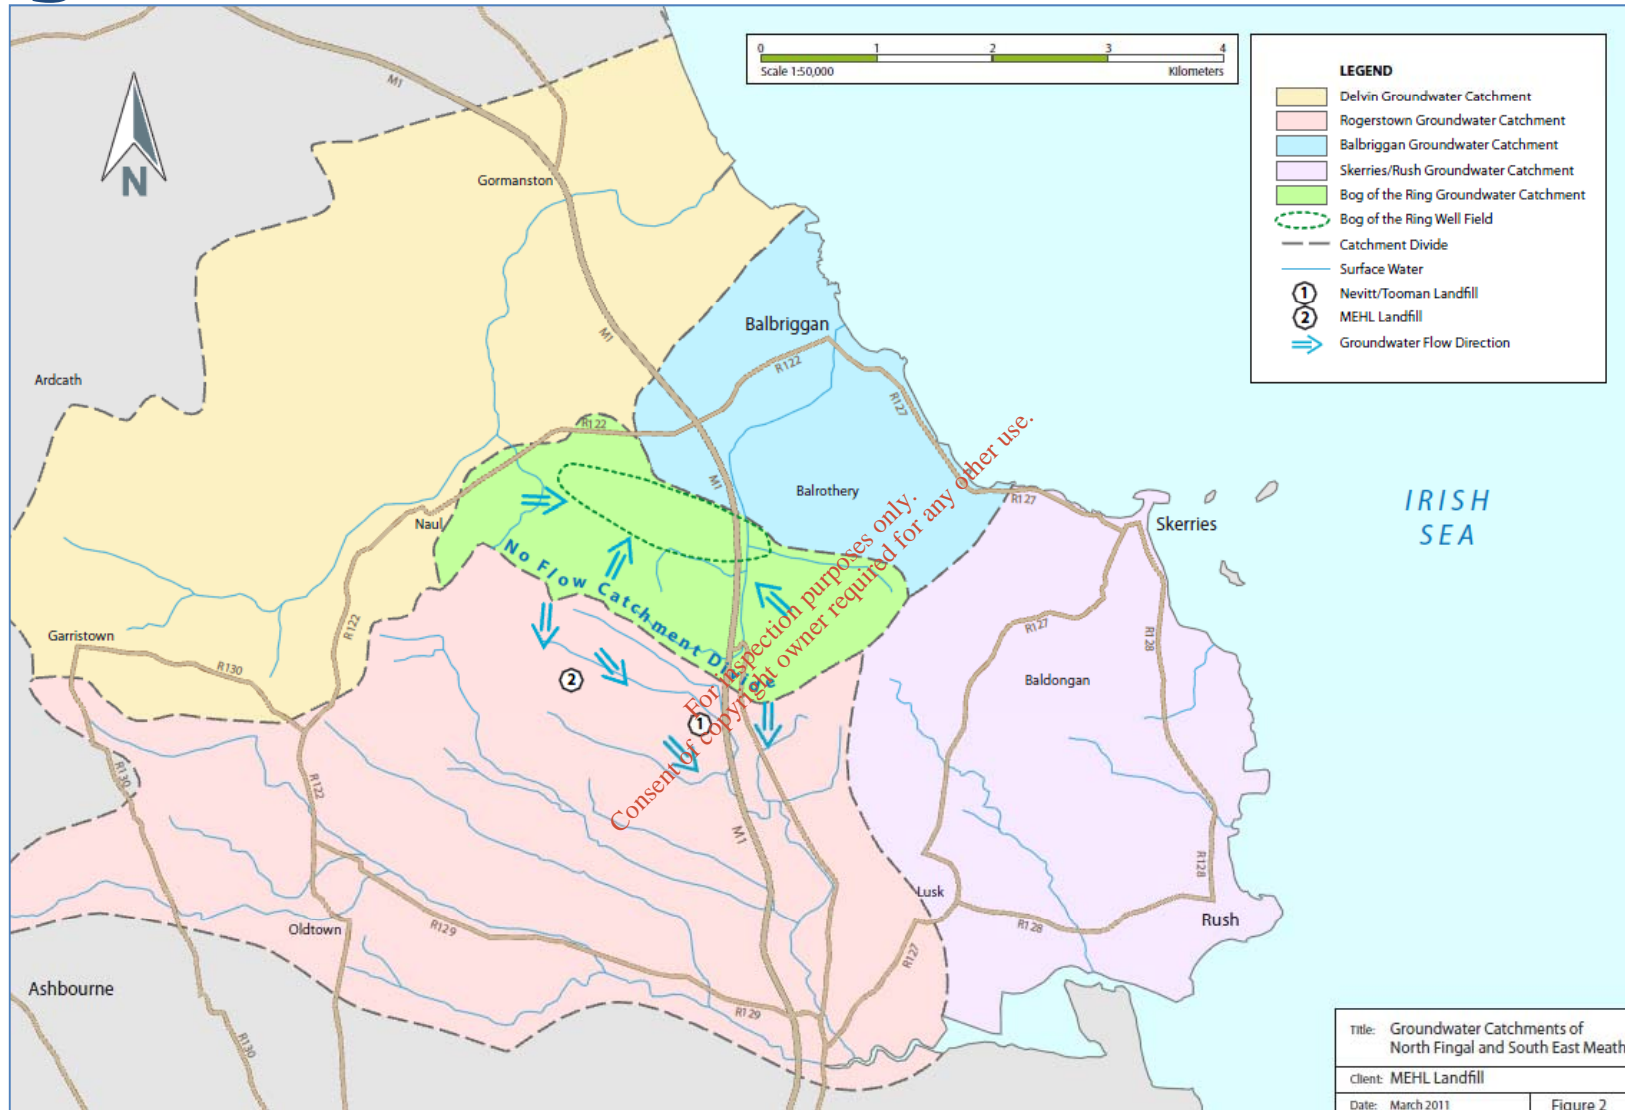 0 1 2 3 4
Scale 1:50,000 Kilometers
LEGEND
Delvin Groundwater Catchment
Rogerstown Groundwater Catchment
Balbriggan Groundwater Catchment
Skerries/Rush Groundwater Catchment
Bog of the Ring Groundwater Catchment
Bog of the Ring Well Field
Catchment Divide
Surface Water
1 Nevitt/Tooman Landfill
2 MEHL Landfill
Groundwater Flow Direction
M1
N
Gormanston
Balbriggan
M1
R122
Ardcath
R127
R122
M1
Balrothery
R127
IRISH
SEA
Skerries
Naul
No Flow Catchment Divide
R122
R127
R128
Garristown
R130
2
Baldongan
1
For inspection purposes only.
Consent of copyright owner required for any other use.
R130
R122
M1
R128
Lusk
Oldtown
R129
R128
Rush
R127
Ashbourne
R129
R130
Title: Groundwater Catchments of
North Fingal and South East Meath
Client: MEHL Landfill
Date: March 2011 Figure 2